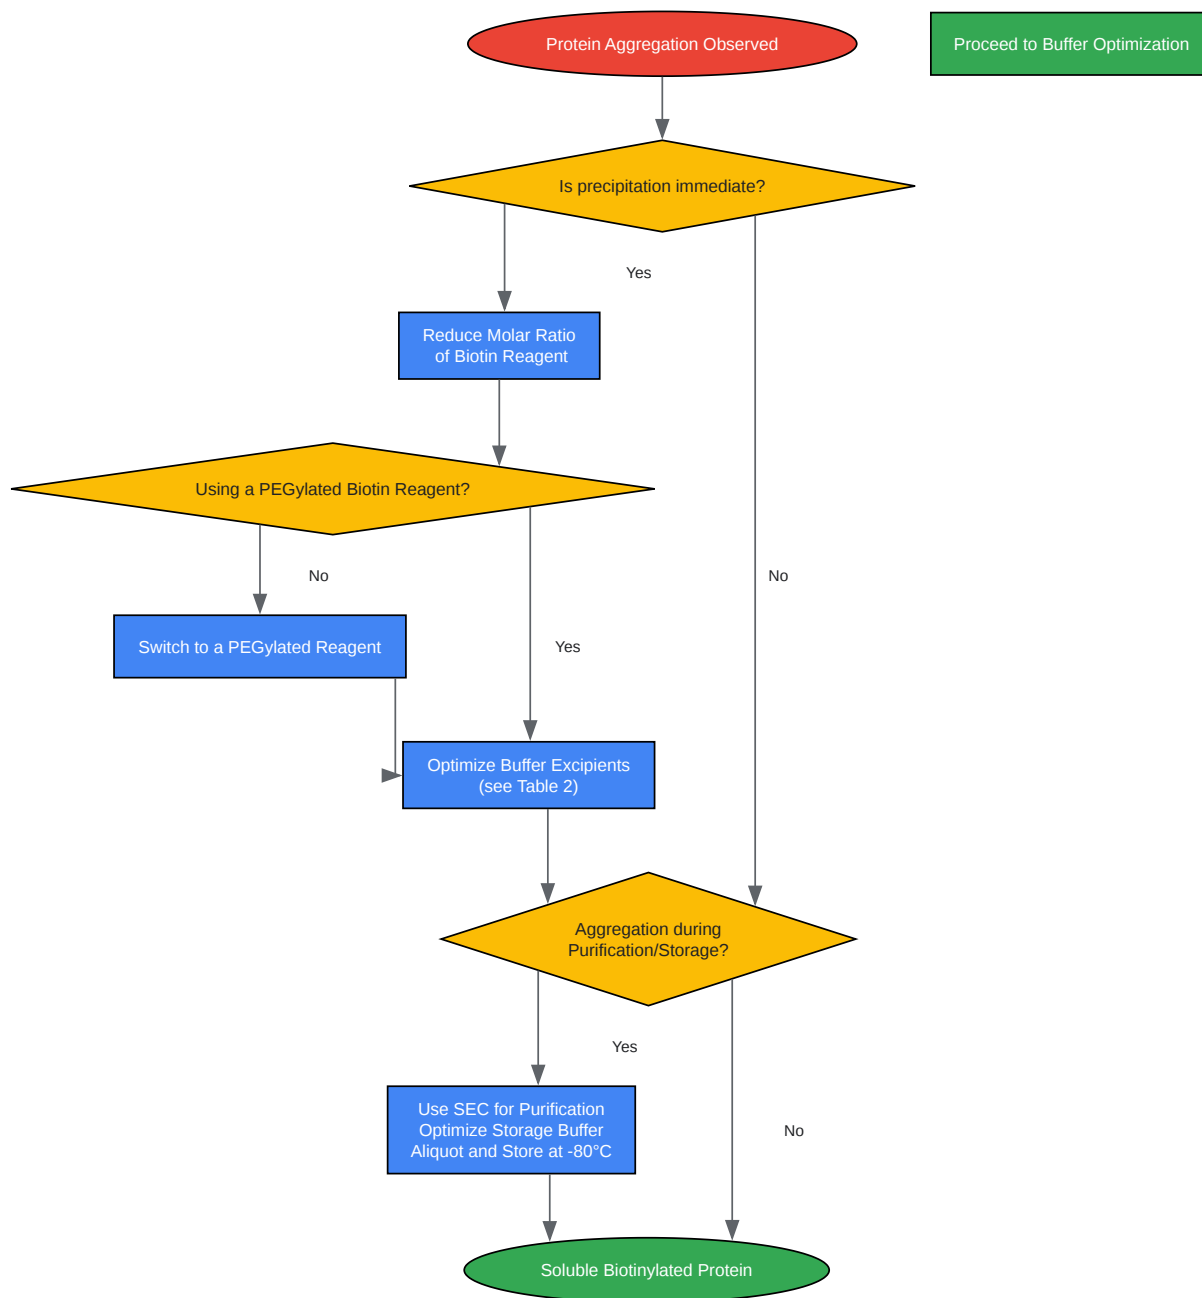 Protein Aggregation Observed
Proceed to Buffer Optimization
Is precipitation immediate?
Yes
Reduce Molar Ratio
of Biotin Reagent
Using a PEGylated Biotin Reagent?
No
No
Switch to a PEGylated Reagent
Yes
Optimize Buffer Excipients
(see Table 2)
Aggregation during
Purification/Storage?
Yes
Use SEC for Purification
Optimize Storage Buffer
Aliquot and Store at -80°C
No
Soluble Biotinylated Protein